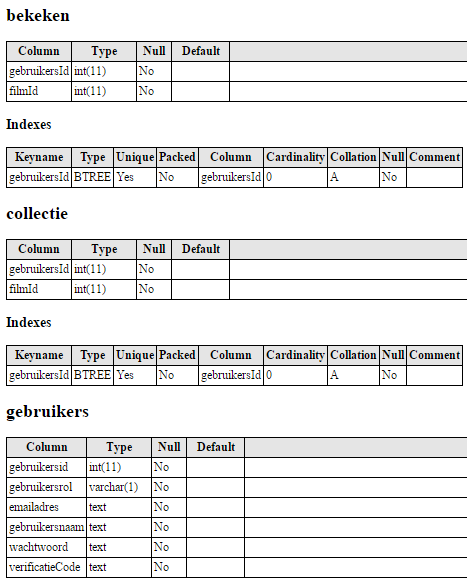 bekeken
Column Type Null Default
gebruikersId int(11) No
filmId int(11) No
Indexes
Keyname Type Unique Packed Column Cardinality Collation Null Comment
gebruikersId BTREE Yes No gebruikersId 0 A No
collectie
Column Type Null Default
gebruikersId int(11) No
filmId int(11) No
Indexes
Keyname Type Unique Packed Column Cardinality Collation Null Comment
gebruikersId BTREE Yes No gebruikersId 0 A No
gebruikers
Column Type Null Default
gebruikersid int(11) No
gebruikersrol varchar(1) No
emailadres text No
gebruikersnaam text No
wachtwoord text No
verificatieCode text No